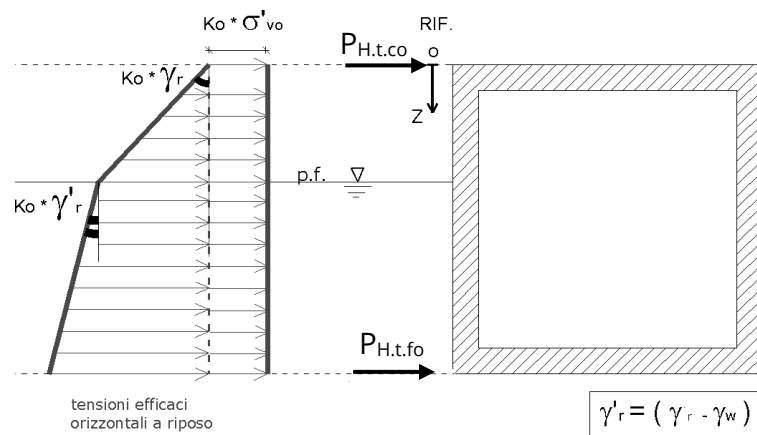 Ko * σ'vo
RIF.
PH.t.co
o
Ko * γr
Z
p.f.
Ko * γ'r
PH.t.fo
tensioni efficaci
orizzontali a riposo
γ'r = ( γr - γw )